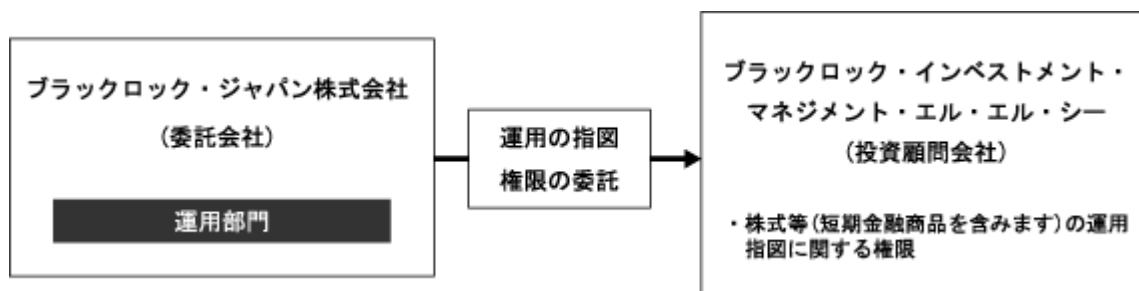 ブラックロック・ジャパン株式会社
(委託会社)
運用部門
運用の指図
権限の委託
ブラックロック・インベストメント・
マネジメント・エル・エル・シー
(投資顧問会社)
・株式等(短期金融商品を含みます)の運用
指図に関する権限